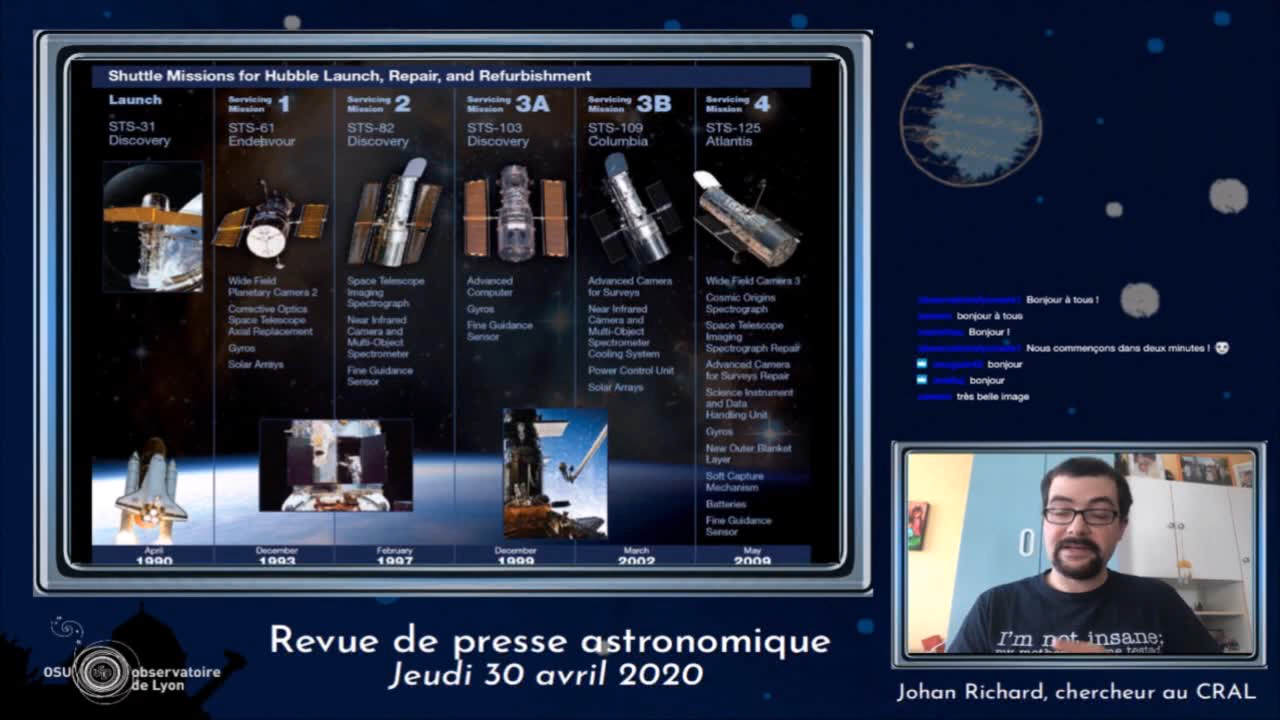 Shuttle Missions for Hubble Launch, Repair, and Refurbishment
Launch
STS-31
Discovery
April
1990
Servicing
Mission 1
STS-61
Endeavour
Wide Field
Planetary Camera 2
Corrective Optics
Space Telescope
Axial Replacement
Gyros
Solar Arrays
December
1993
Servicing
Mission 2
STS-82
Discovery
Space Telescope
Imaging
Spectrograph
Near Infrared
Camera and
Multi-Object
Spectrometer
Fine Guidance
Sensor
February
1997
Servicing
Mission 3A
STS-103
Discovery
Advanced
Computer
Gyros
Fine Guidance
Sensor
December
1999
Servicing
Mission 3B
STS-109
Columbia
Advanced Camera
for Surveys
Near Infrared
Camera and
Multi-Object
Spectrometer
Cooling System
Power Control Unit
Solar Arrays
March
2002
Servicing
Mission 4
STS-125
Atlantis
Wide Field Camera 3
Cosmic Origins
Spectrograph
Space Telescope
Imaging
Spectrograph Repair
Advanced Camera
for Surveys Repair
Science Instrument
and Data
Handling Unit
Gyros
New Outer Blanket
Layer
Soft Capture
Mechanism
Batteries
Fine Guidance
Sensor
May
2009
Bonjour à tous !
bonjour à tous
Bonjour !
Nous commençons dans deux minutes !
bonjour
bonjour
très belle image
I'm not insane;
my mother tested
OSU
observatoire
de Lyon
Revue de presse astronomique
Jeudi 30 avril 2020
Johan Richard, chercheur au CRAL